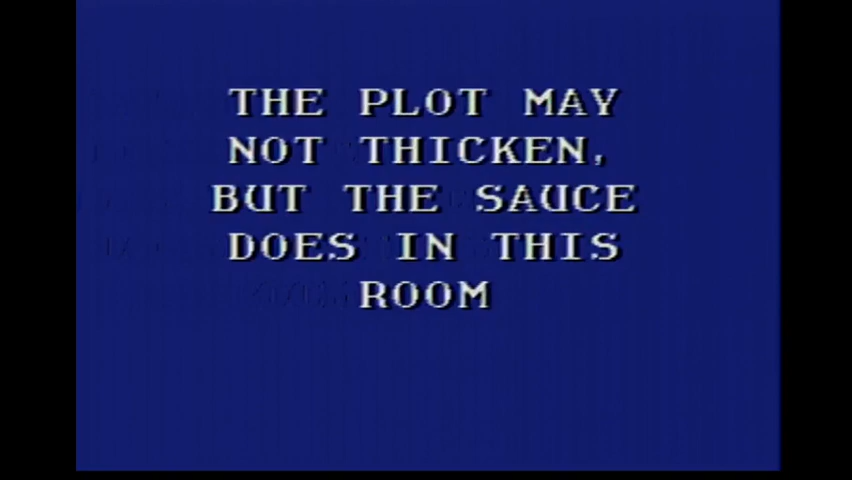 THE PLOT MAY
NOT THICKEN,
BUT THE SAUCE
DOES IN THIS
ROOM